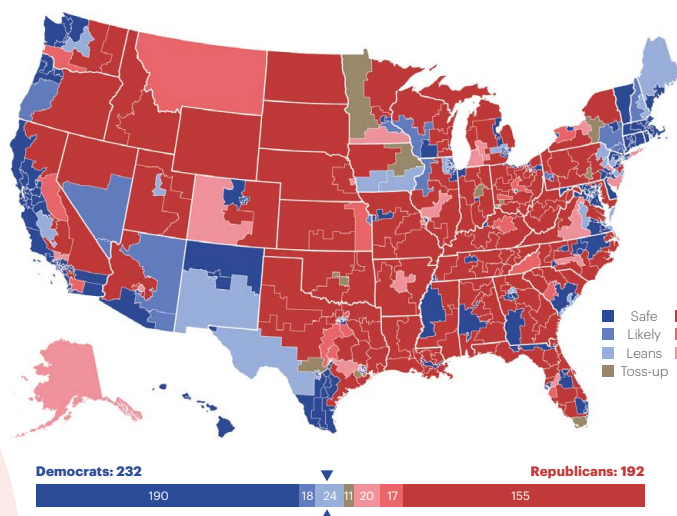 Safe
Likely
Leans
Toss-up
Democrats: 232 Republicans: 192
190 18 24 11 20 17 155